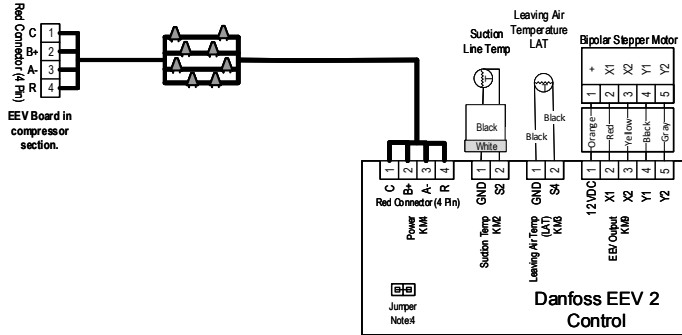 Red Connector (4 Pin)
C 1
B+ 2
A- 3
R 4
EEV Board in
compressor
section.
Suction
Line Temp
Leaving Air
Temperature
LAT
Bipolar Stepper Motor
+ X1 X2 Y1 Y2
1 2 3 4 5
Orange Red Yellow Black Gray
Black
White
Black
Black
1 2 3 4
C B+ A- R
Red Connector (4 Pin)
Power
KM4
1 2
GND S2
Suction Temp
KM2
1 2
GND S4
Leaving Air Temp
(LAT)
KM3
1 2 3 4 5
12VDC X1 X2 Y1 Y2
EEV Output
KM9
Jumper
Note:4
Danfoss EEV 2
Control